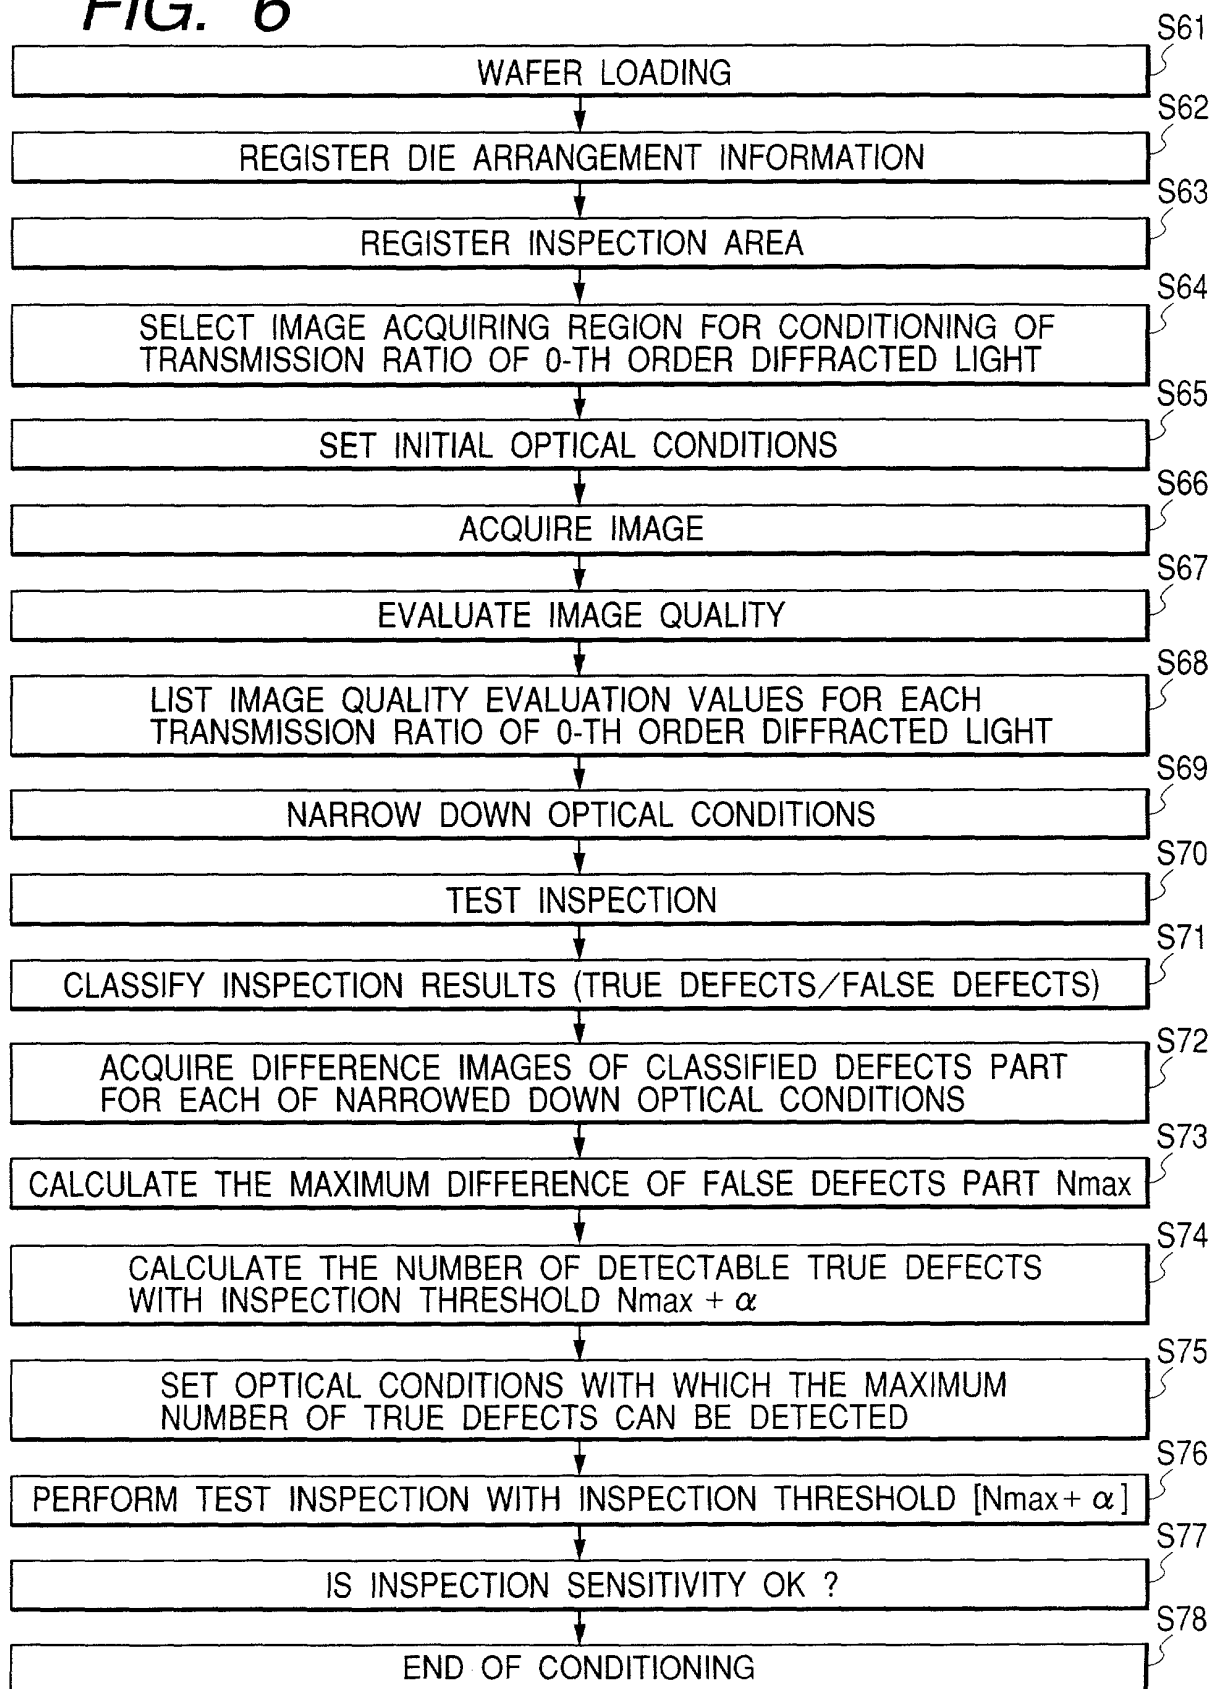 FIG. 6
S61
WAFER LOADING
S62
REGISTER DIE ARRANGEMENT INFORMATION
S63
REGISTER INSPECTION AREA
S64
SELECT IMAGE ACQUIRING REGION FOR CONDITIONING OF
TRANSMISSION RATIO OF 0-TH ORDER DIFFRACTED LIGHT
S65
SET INITIAL OPTICAL CONDITIONS
S66
ACQUIRE IMAGE
S67
EVALUATE IMAGE QUALITY
S68
LIST IMAGE QUALITY EVALUATION VALUES FOR EACH
TRANSMISSION RATIO OF 0-TH ORDER DIFFRACTED LIGHT
S69
NARROW DOWN OPTICAL CONDITIONS
S70
TEST INSPECTION
S71
CLASSIFY INSPECTION RESULTS (TRUE DEFECTS/FALSE DEFECTS)
S72
ACQUIRE DIFFERENCE IMAGES OF CLASSIFIED DEFECTS PART
FOR EACH OF NARROWED DOWN OPTICAL CONDITIONS
S73
CALCULATE THE MAXIMUM DIFFERENCE OF FALSE DEFECTS PART Nmax
S74
CALCULATE THE NUMBER OF DETECTABLE TRUE DEFECTS
WITH INSPECTION THRESHOLD Nmax + α
S75
SET OPTICAL CONDITIONS WITH WHICH THE MAXIMUM
NUMBER OF TRUE DEFECTS CAN BE DETECTED
S76
PERFORM TEST INSPECTION WITH INSPECTION THRESHOLD [Nmax + α]
S77
IS INSPECTION SENSITIVITY OK ?
S78
END OF CONDITIONING